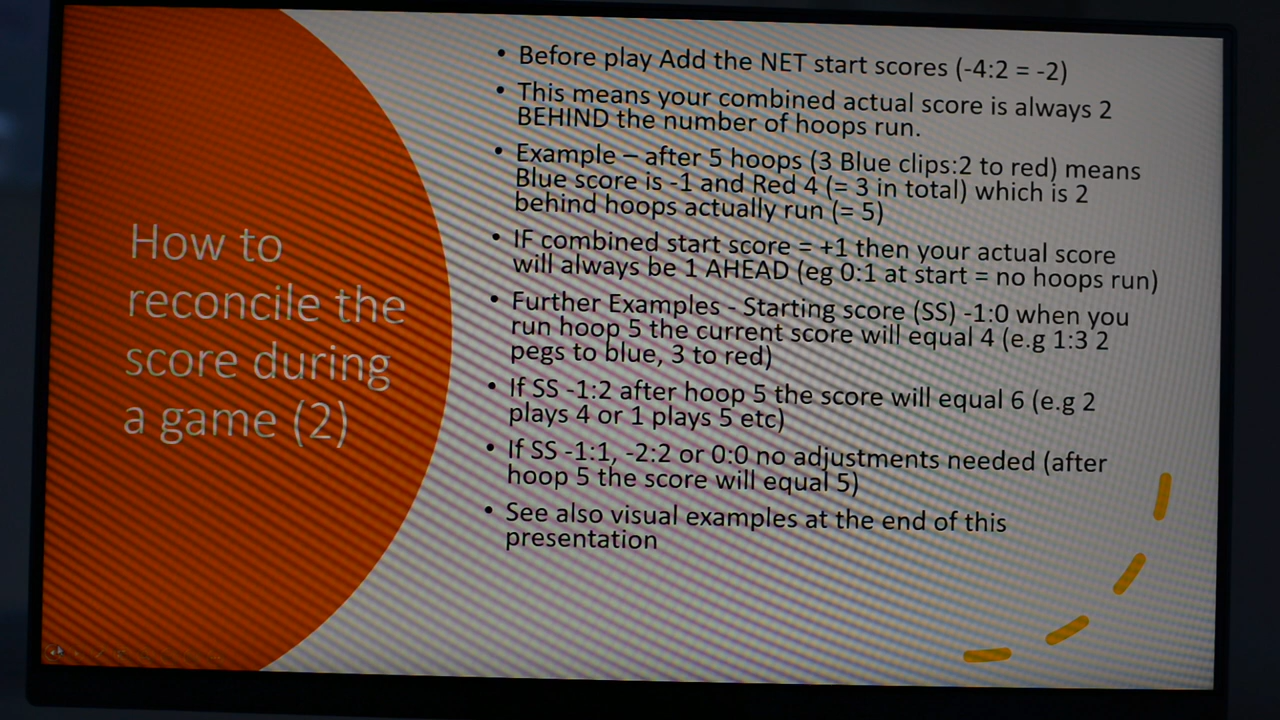 How to
reconcile the
score during
a game (2)
• Before play Add the NET start scores (-4:2 = -2)
• This means your combined actual score is always 2
BEHIND the number of hoops run.
• Example – after 5 hoops (3 Blue clips:2 to red) means
Blue score is -1 and Red 4 (= 3 in total) which is 2
behind hoops actually run (= 5)
• IF combined start score = +1 then your actual score
will always be 1 AHEAD (eg 0:1 at start = no hoops run)
• Further Examples - Starting score (SS) -1:0 when you
run hoop 5 the current score will equal 4 (e.g 1:3 2
pegs to blue, 3 to red)
• If SS -1:2 after hoop 5 the score will equal 6 (e.g 2
plays 4 or 1 plays 5 etc)
• If SS -1:1, -2:2 or 0:0 no adjustments needed (after
hoop 5 the score will equal 5)
• See also visual examples at the end of this
presentation